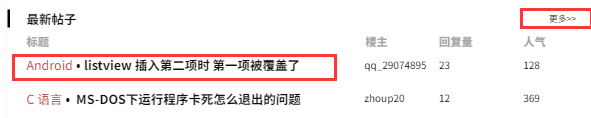 最新帖子 更多>>
标题 楼主 回复量 人气
Android • listview 插入第二项时 第一项被覆盖了 qq_29074895 23 128
C 语言 • MS-DOS下运行程序卡死怎么退出的问题 zhoup20 12 369